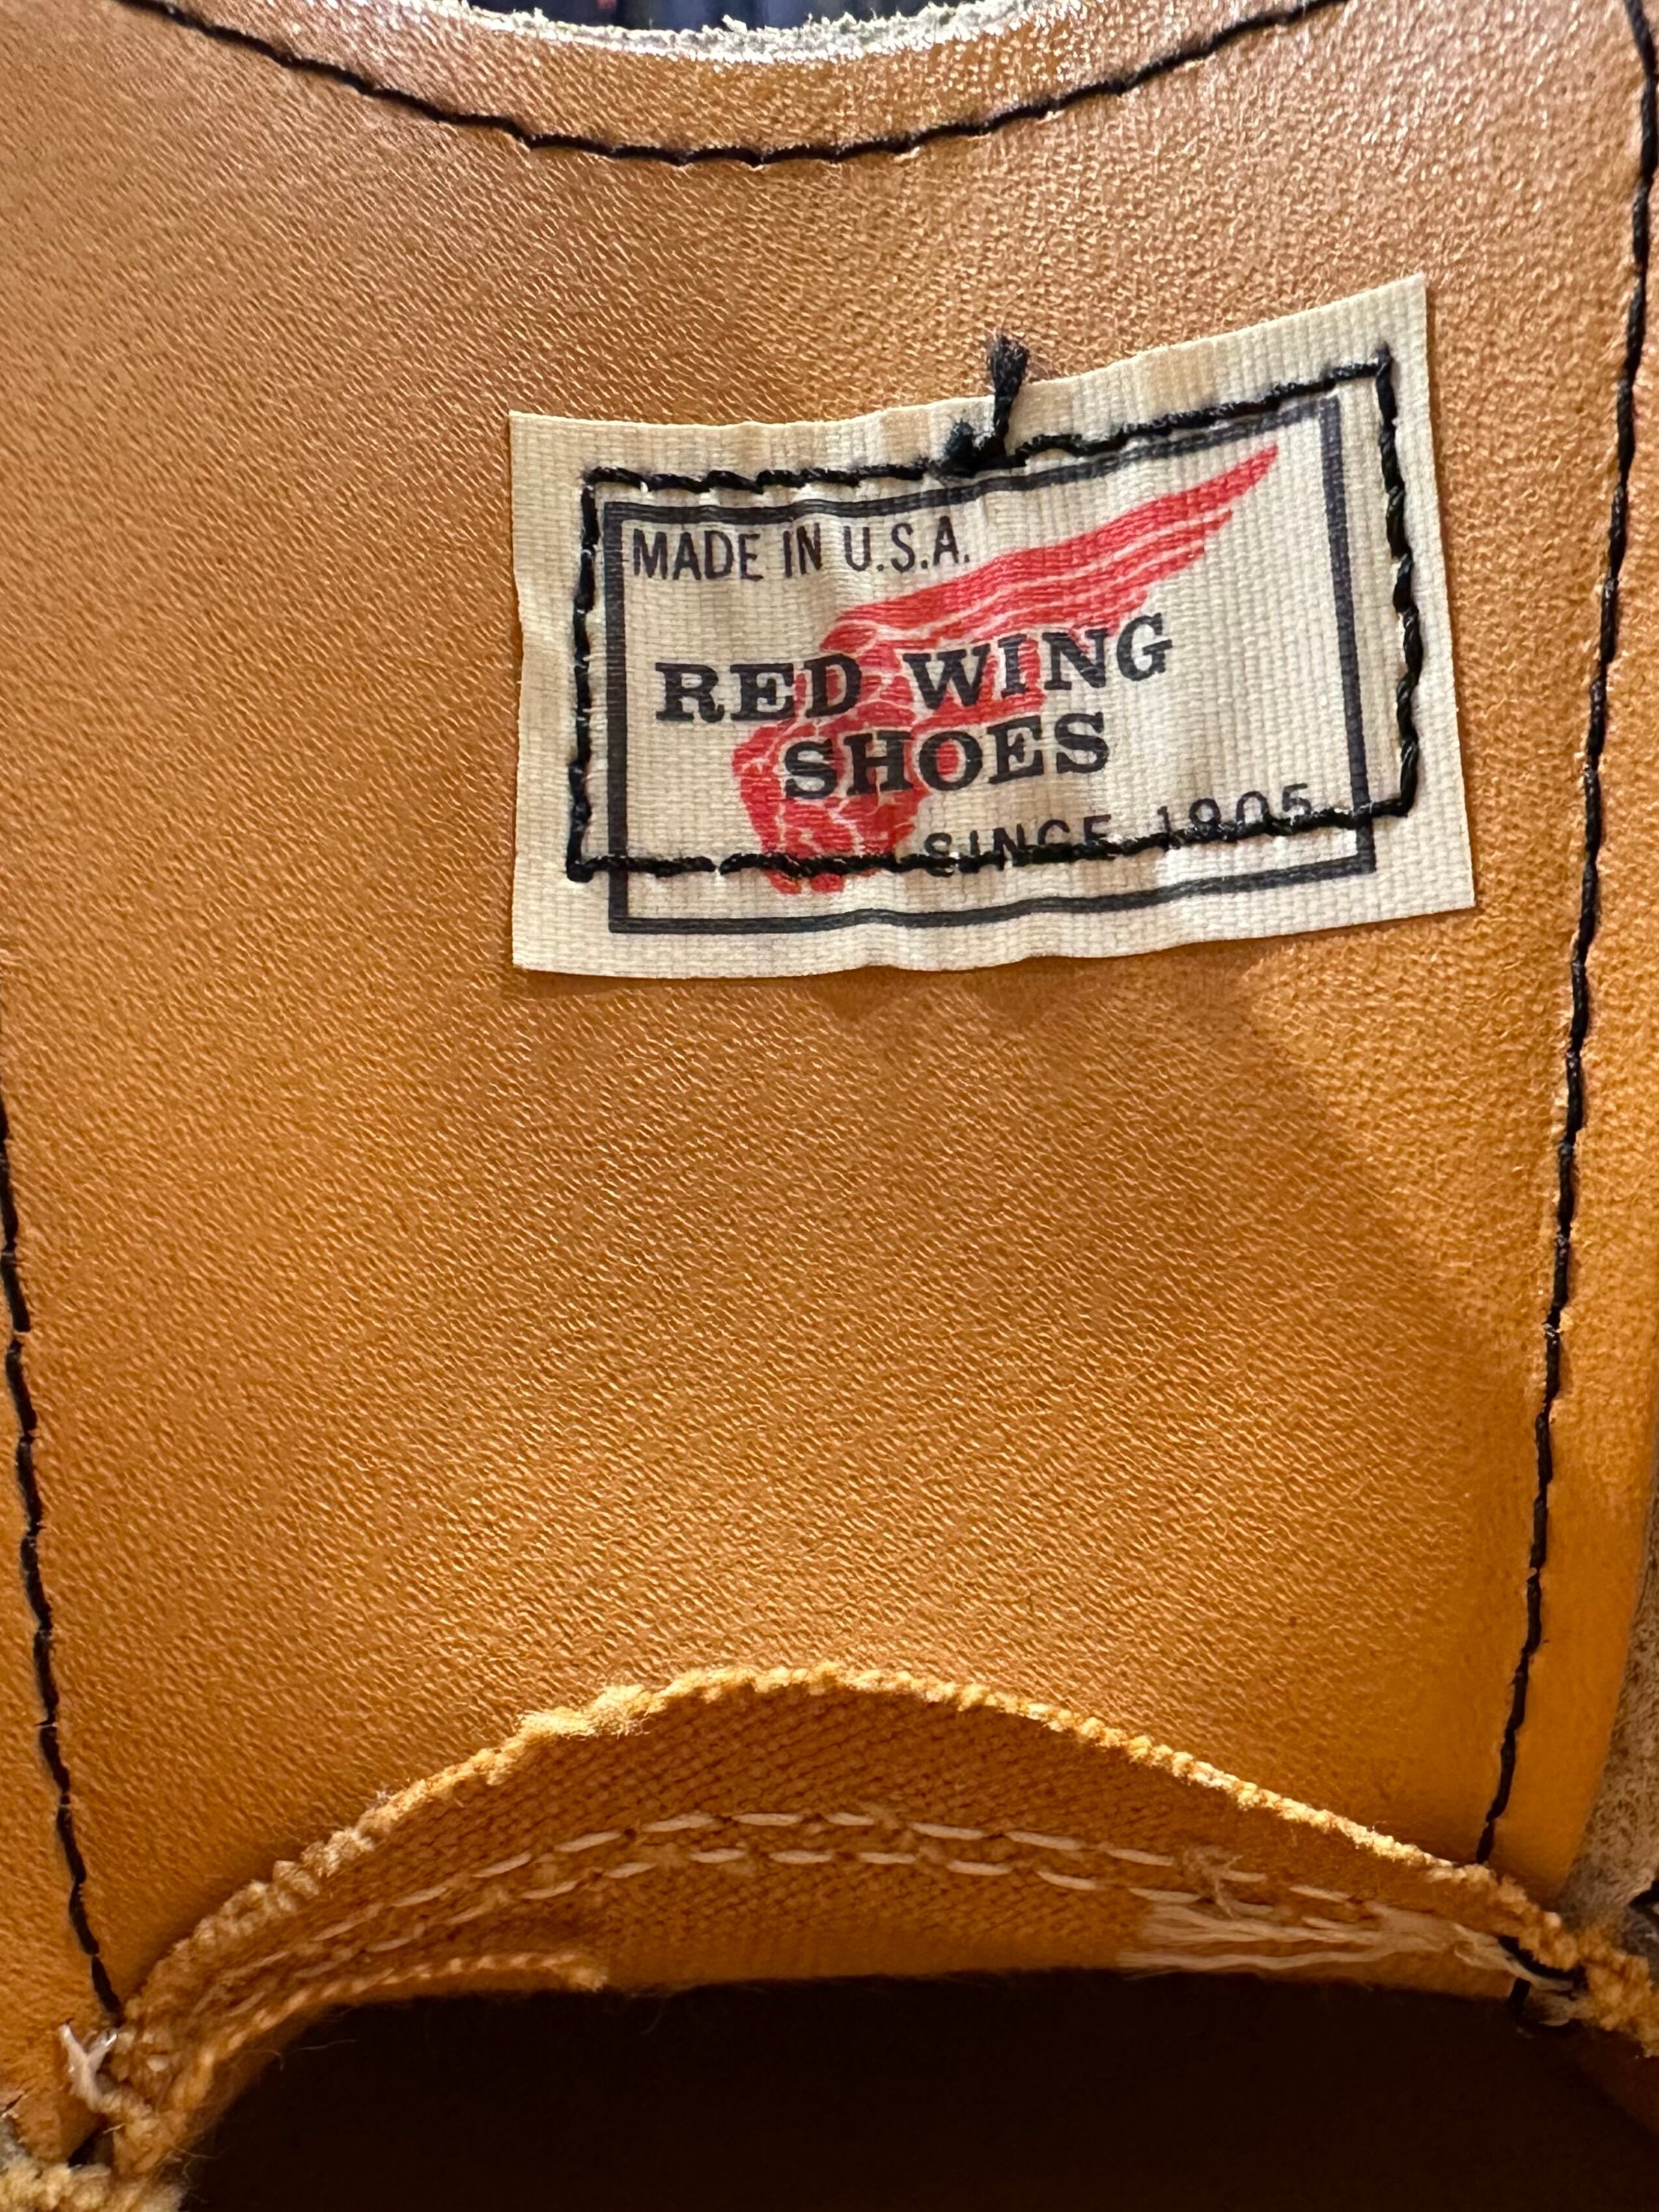 MADE IN U.S.A.
RED WING
SHOES
SINCE 1905